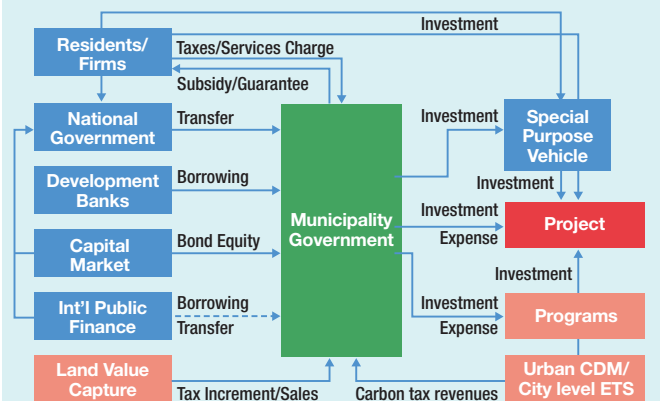 Residents/
Firms
Investment
Taxes/Services Charge
Subsidy/Guarantee
National
Government
Transfer
Investment
Special
Purpose
Vehicle
Development
Banks
Borrowing
Investment
Municipality
Government
Investment
Expense
Project
Capital
Market
Bond Equity
Investment
Int'l Public
Finance
Borrowing
Transfer
Investment
Expense
Programs
Land Value
Capture
Tax Increment/Sales
Carbon tax revenues
Urban CDM/
City level ETS